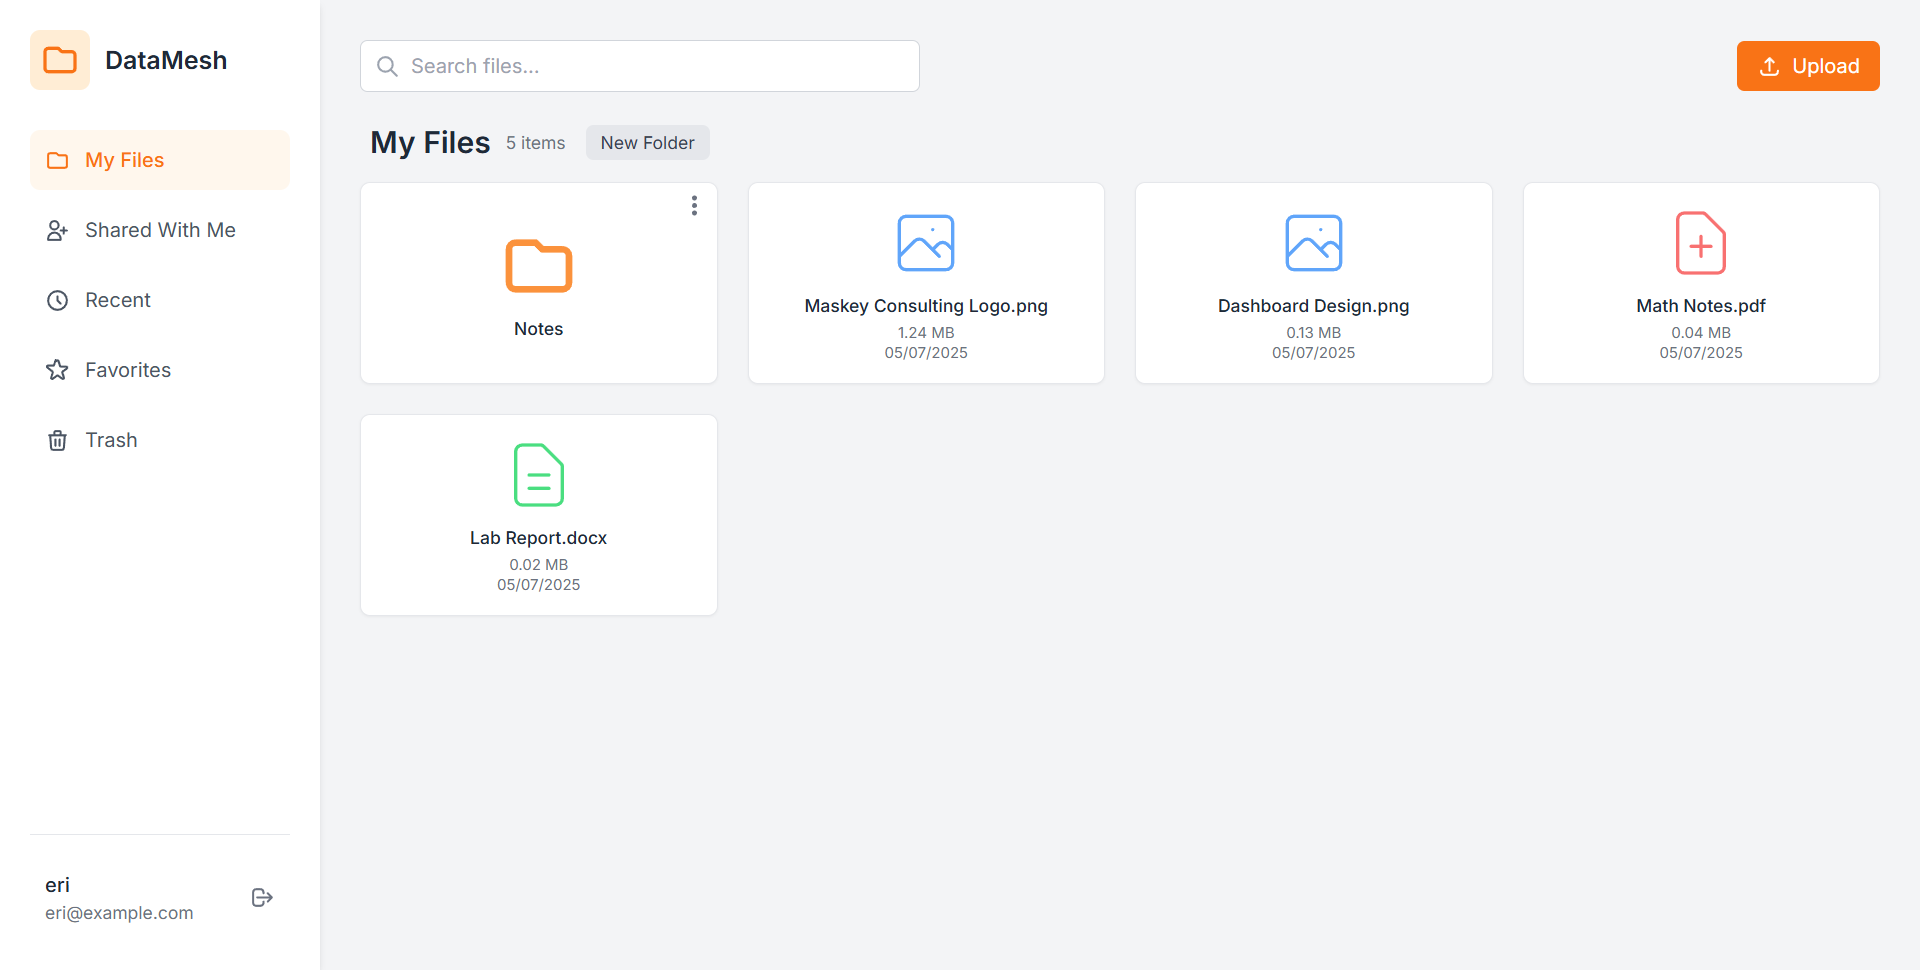 DataMesh
My Files
Shared With Me
Recent
Favorites
Trash
eri
eri@example.com
Search files...
Upload
My Files
5 items
New Folder
Notes
Maskey Consulting Logo.png
1.24 MB
05/07/2025
Dashboard Design.png
0.13 MB
05/07/2025
Math Notes.pdf
0.04 MB
05/07/2025
Lab Report.docx
0.02 MB
05/07/2025